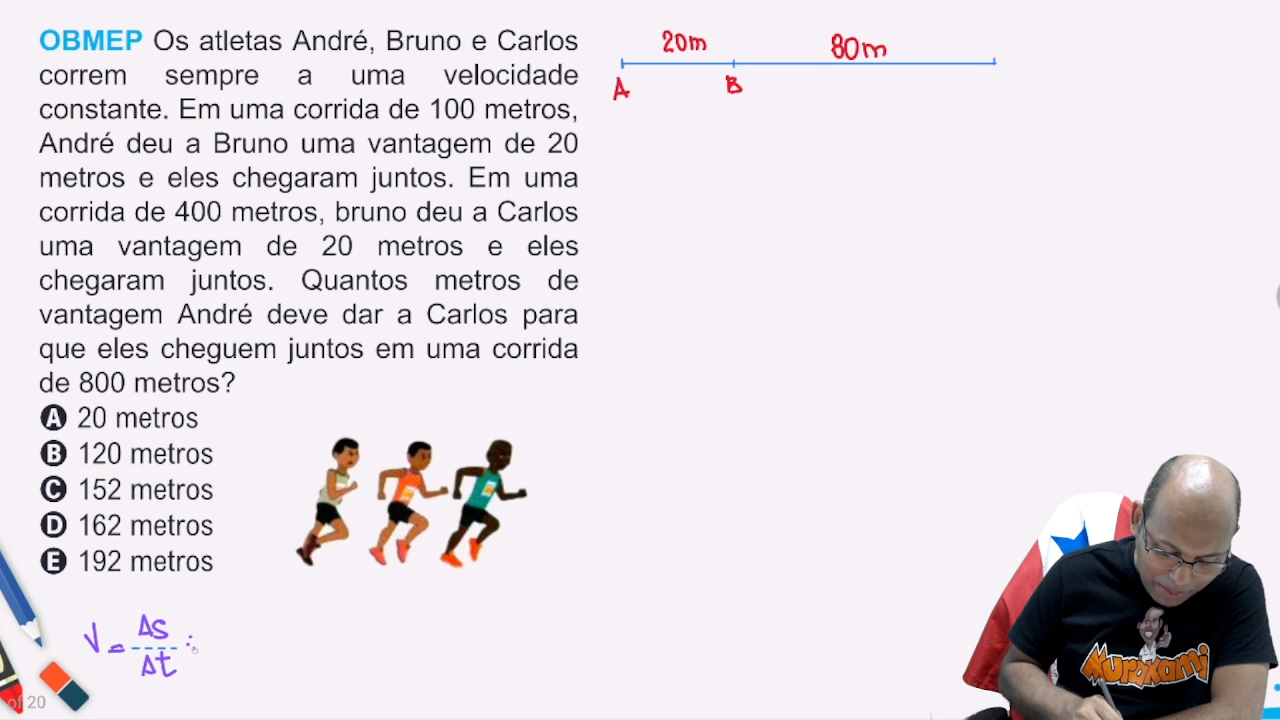 OBMEP Os atletas André, Bruno e Carlos
correm sempre a uma velocidade
constante. Em uma corrida de 100 metros,
André deu a Bruno uma vantagem de 20
metros e eles chegaram juntos. Em uma
corrida de 400 metros, bruno deu a Carlos
uma vantagem de 20 metros e eles
chegaram juntos. Quantos metros de
vantagem André deve dar a Carlos para
que eles cheguem juntos em uma corrida
de 800 metros?
A 20 metros
B 120 metros
C 152 metros
D 162 metros
E 192 metros
V = Δs/Δt ÷
of 20
20m 80m
A B
Murakami